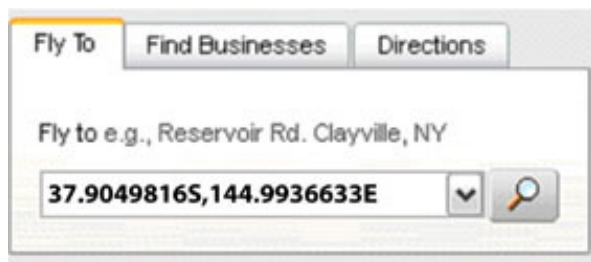 Fly To Find Businesses Directions
Fly to e.g., Reservoir Rd. Clayville, NY
37.9049816S,144.9936633E